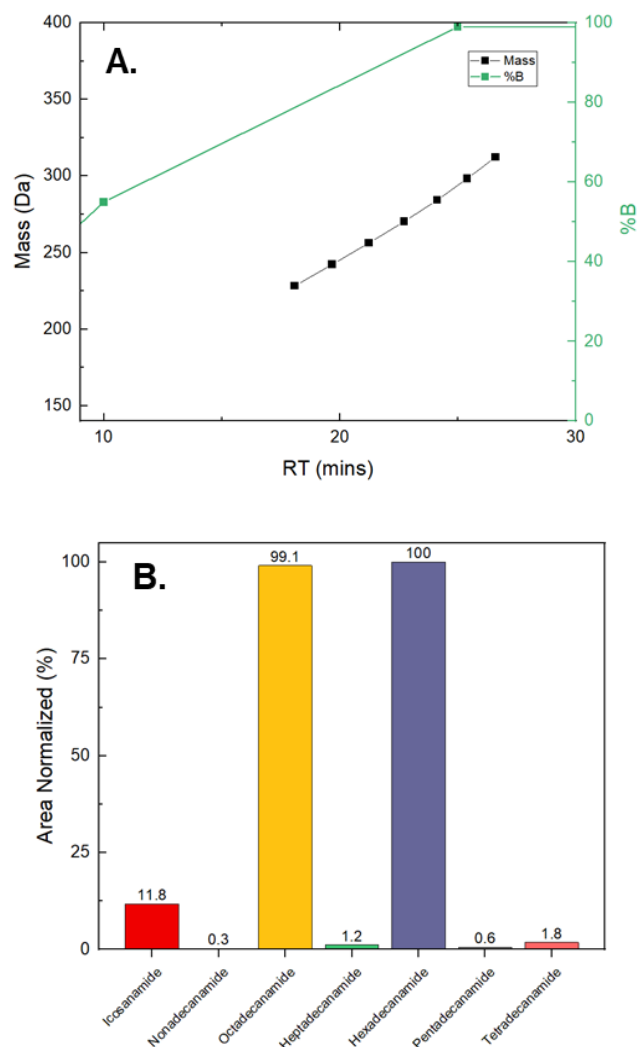 A.
Mass
%B
400
350
300
250
200
150
Mass (Da)
100
80
60
40
20
0
%B
10
20
30
RT (mins)
B.
100
75
50
25
0
Area Normalized (%)
11.8
0.3
99.1
1.2
100
0.6
1.8
Icosanamide
Nonadecanamide
Octadecanamide
Heptadecanamide
Hexadecanamide
Pentadecanamide
Tetradecanamide